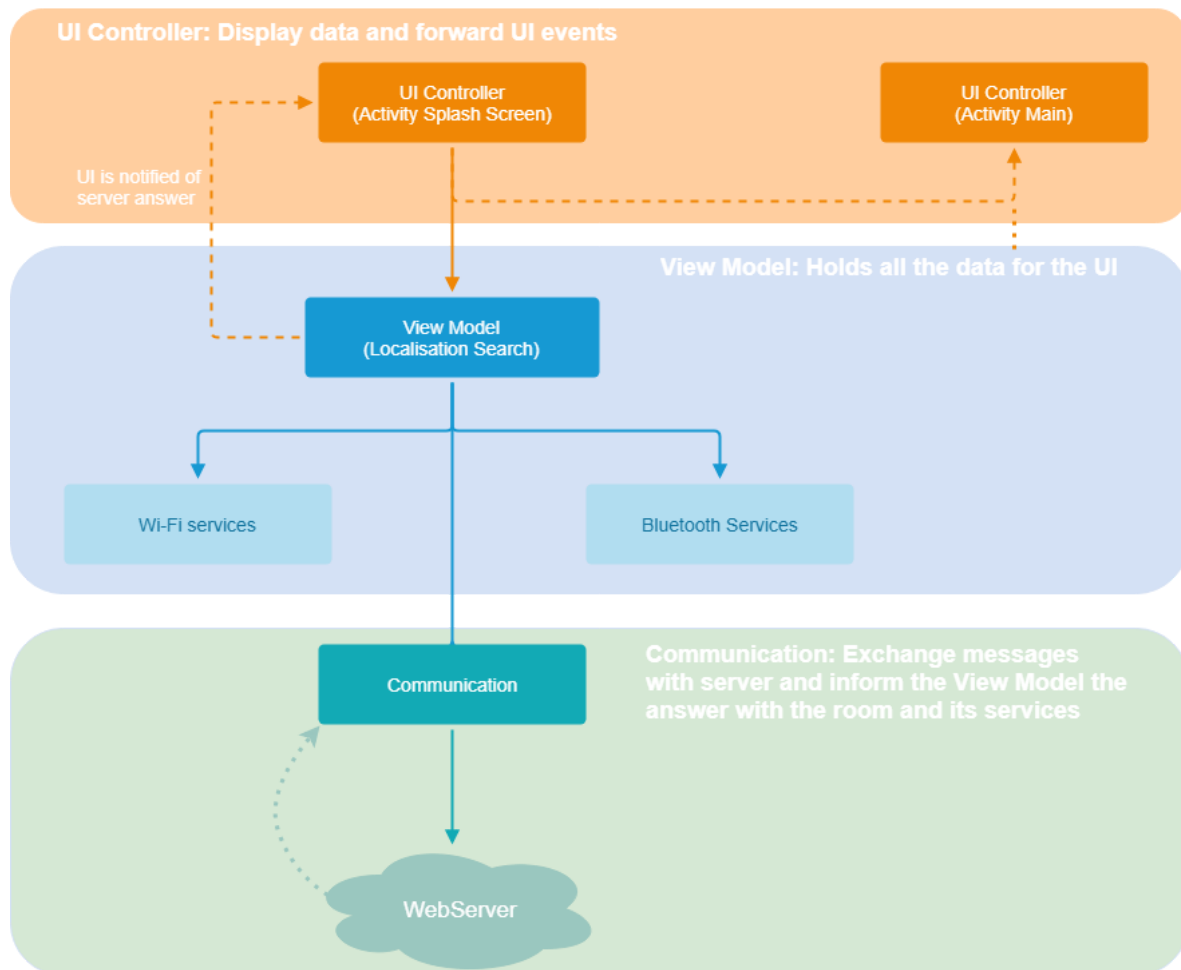 UI Controller: Display data and forward UI events
UI Controller
(Activity Splash Screen)
UI Controller
(Activity Main)
UI is notified of
server answer
View Model: Holds all the data for the UI
View Model
(Localisation Search)
Wi-Fi services
Bluetooth Services
Communication: Exchange messages
with server and inform the View Model the
answer with the room and its services
Communication
WebServer